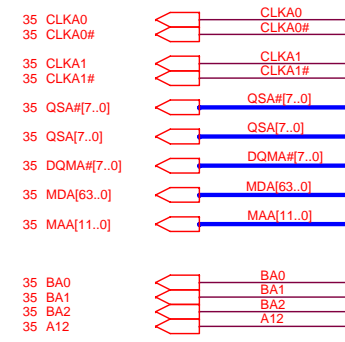 35 CLKA0 CLKA0
35 CLKA0# CLKA0#
35 CLKA1 CLKA1
35 CLKA1# CLKA1#
35 QSA#[7..0] QSA#[7..0]
35 QSA[7..0] QSA[7..0]
35 DQMA#[7..0] DQMA#[7..0]
35 MDA[63..0] MDA[63..0]
35 MAA[11..0] MAA[11..0]
35 BA0 BA0
35 BA1 BA1
35 BA2 BA2
35 A12 A12